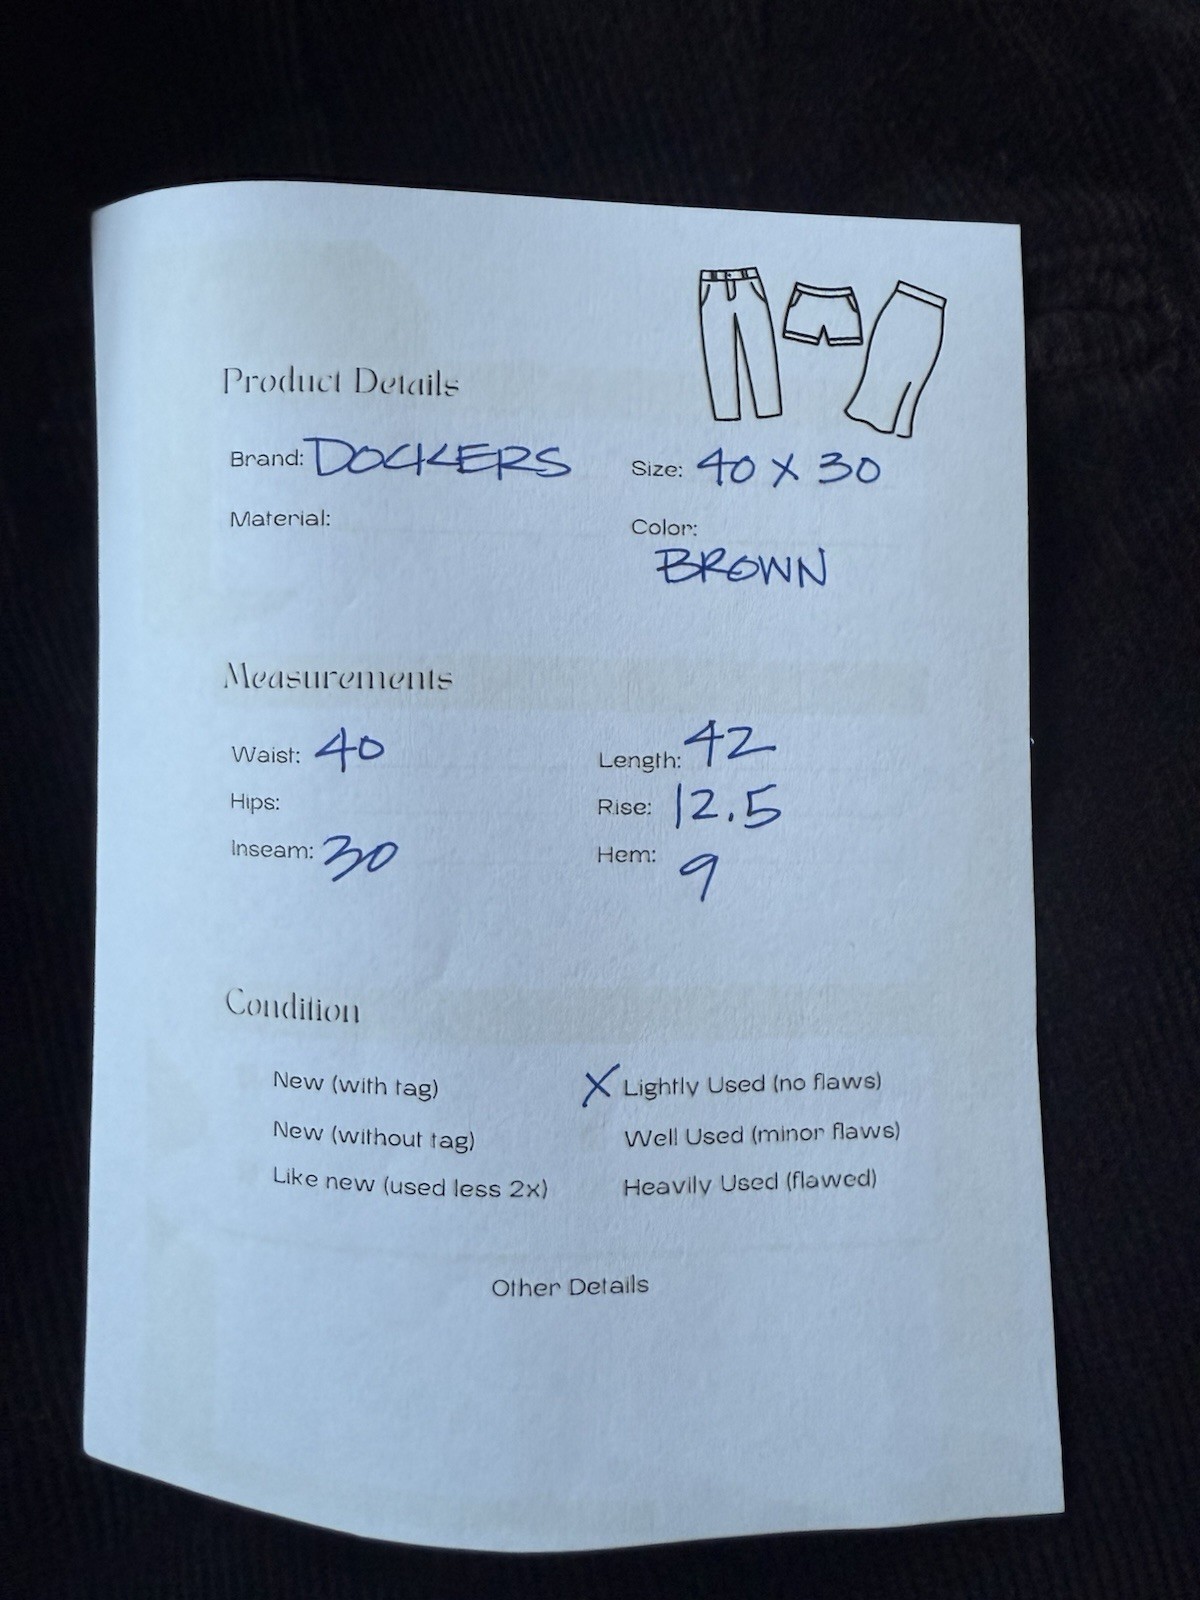 Product Details
Brand: DOCKERS Size: 40 X 30
Material: Color:
BROWN
Measurements
Waist: 40 Length: 42
Hips: Rise: 12.5
Inseam: 30 Hem: 9
Condition
New (with tag) X Lightly Used (no flaws)
New (without tag) Well Used (minor flaws)
Like new (used less 2x) Heavily Used (flawed)
Other Details